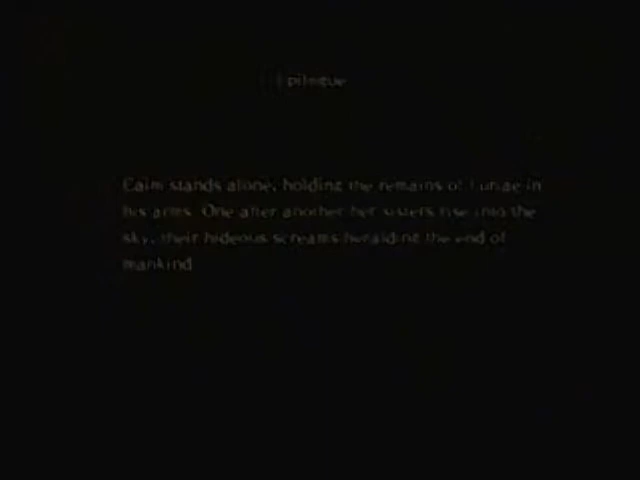 Epilogue
Caim stands alone, holding the remains of Furiae in
his arms. One after another her sisters rise into the
sky, their hideous screams heralding the end of
mankind